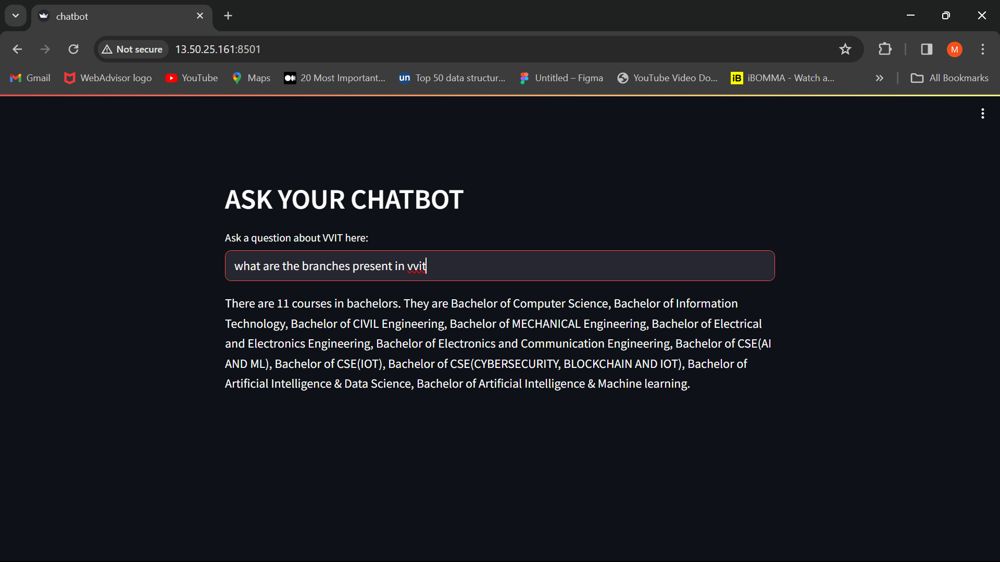 chatbot
Not secure 13.50.25.161:8501 M
Gmail WebAdvisor logo YouTube Maps 20 Most Important... un Top 50 data structur... Untitled – Figma YouTube Video Do... iB iBOMMA - Watch a... All Bookmarks
ASK YOUR CHATBOT
Ask a question about VVIT here:
what are the branches present in vvit
There are 11 courses in bachelors. They are Bachelor of Computer Science, Bachelor of Information
Technology, Bachelor of CIVIL Engineering, Bachelor of MECHANICAL Engineering, Bachelor of Electrical
and Electronics Engineering, Bachelor of Electronics and Communication Engineering, Bachelor of CSE(AI
AND ML), Bachelor of CSE(IOT), Bachelor of CSE(CYBERSECURITY, BLOCKCHAIN AND IOT), Bachelor of
Artificial Intelligence & Data Science, Bachelor of Artificial Intelligence & Machine learning.